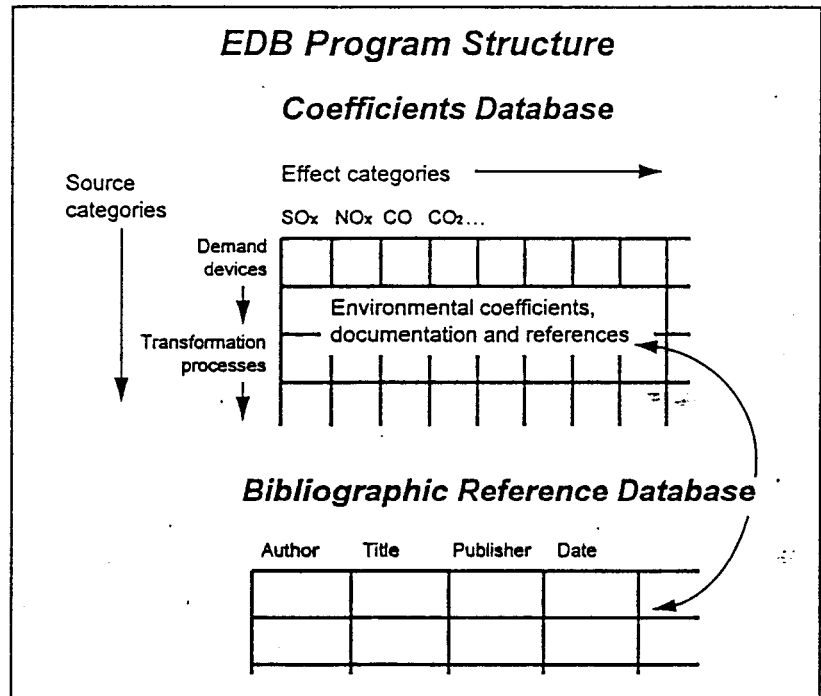 EDB Program Structure
Coefficients Database
Source
categories
Effect categories
SOx NOx CO CO2...
Demand
devices
Environmental coefficients,
documentation and references
Transformation
processes
Bibliographic Reference Database
Author Title Publisher Date